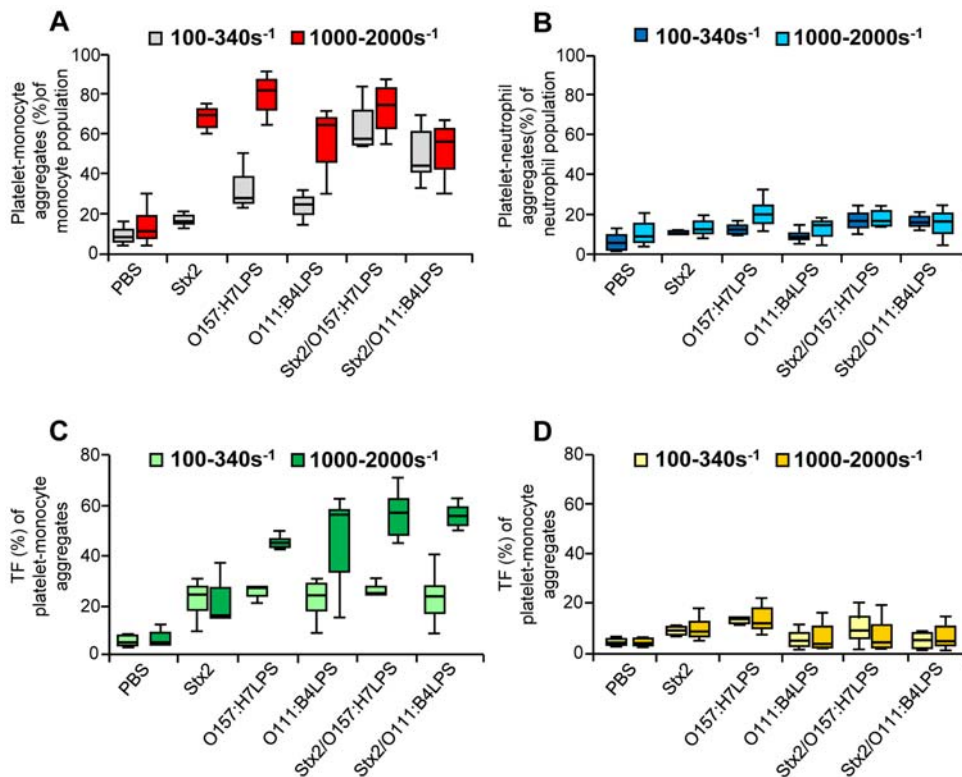 A
100-340s-1 1000-2000s-1
Platelet-monocyte
aggregates (%)of
monocyte population
100
80
60
40
20
0
PBS
Stx2
O157:H7LPS
O111:B4LPS
Stx2/O157:H7LPS
Stx2/O111:B4LPS
B
100-340s-1 1000-2000s-1
Platelet-neutrophil
aggregates(%) of
neutrophil population
100
80
60
40
20
0
PBS
Stx2
O157:H7LPS
O111:B4LPS
Stx2/O157:H7LPS
Stx2/O111:B4LPS
C
100-340s-1 1000-2000s-1
TF (%) of
platelet-monocyte
aggregates
80
60
40
20
0
PBS
Stx2
O157:H7LPS
O111:B4LPS
Stx2/O157:H7LPS
Stx2/O111:B4LPS
D
100-340s-1 1000-2000s-1
TF (%) of
platelet-monocyte
aggregates
80
60
40
20
0
PBS
Stx2
O157:H7LPS
O111:B4LPS
Stx2/O157:H7LPS
Stx2/O111:B4LPS